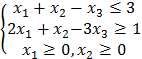 x₁ + x₂ − x₃ ≤ 3
2x₁ + x₂−3x₃ ≥ 1
x₁ ≥ 0, x₂ ≥ 0